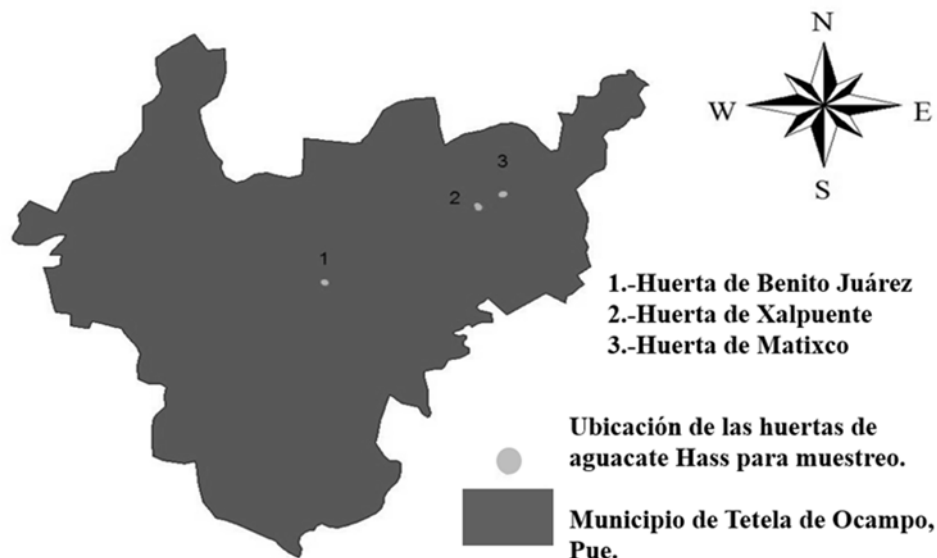 N
W
E
S
3
2
1
1.-Huerta de Benito Juárez
2.-Huerta de Xalpuente
3.-Huerta de Matixco
Ubicación de las huertas de
aguacate Hass para muestreo.
Municipio de Tetela de Ocampo,
Pue.